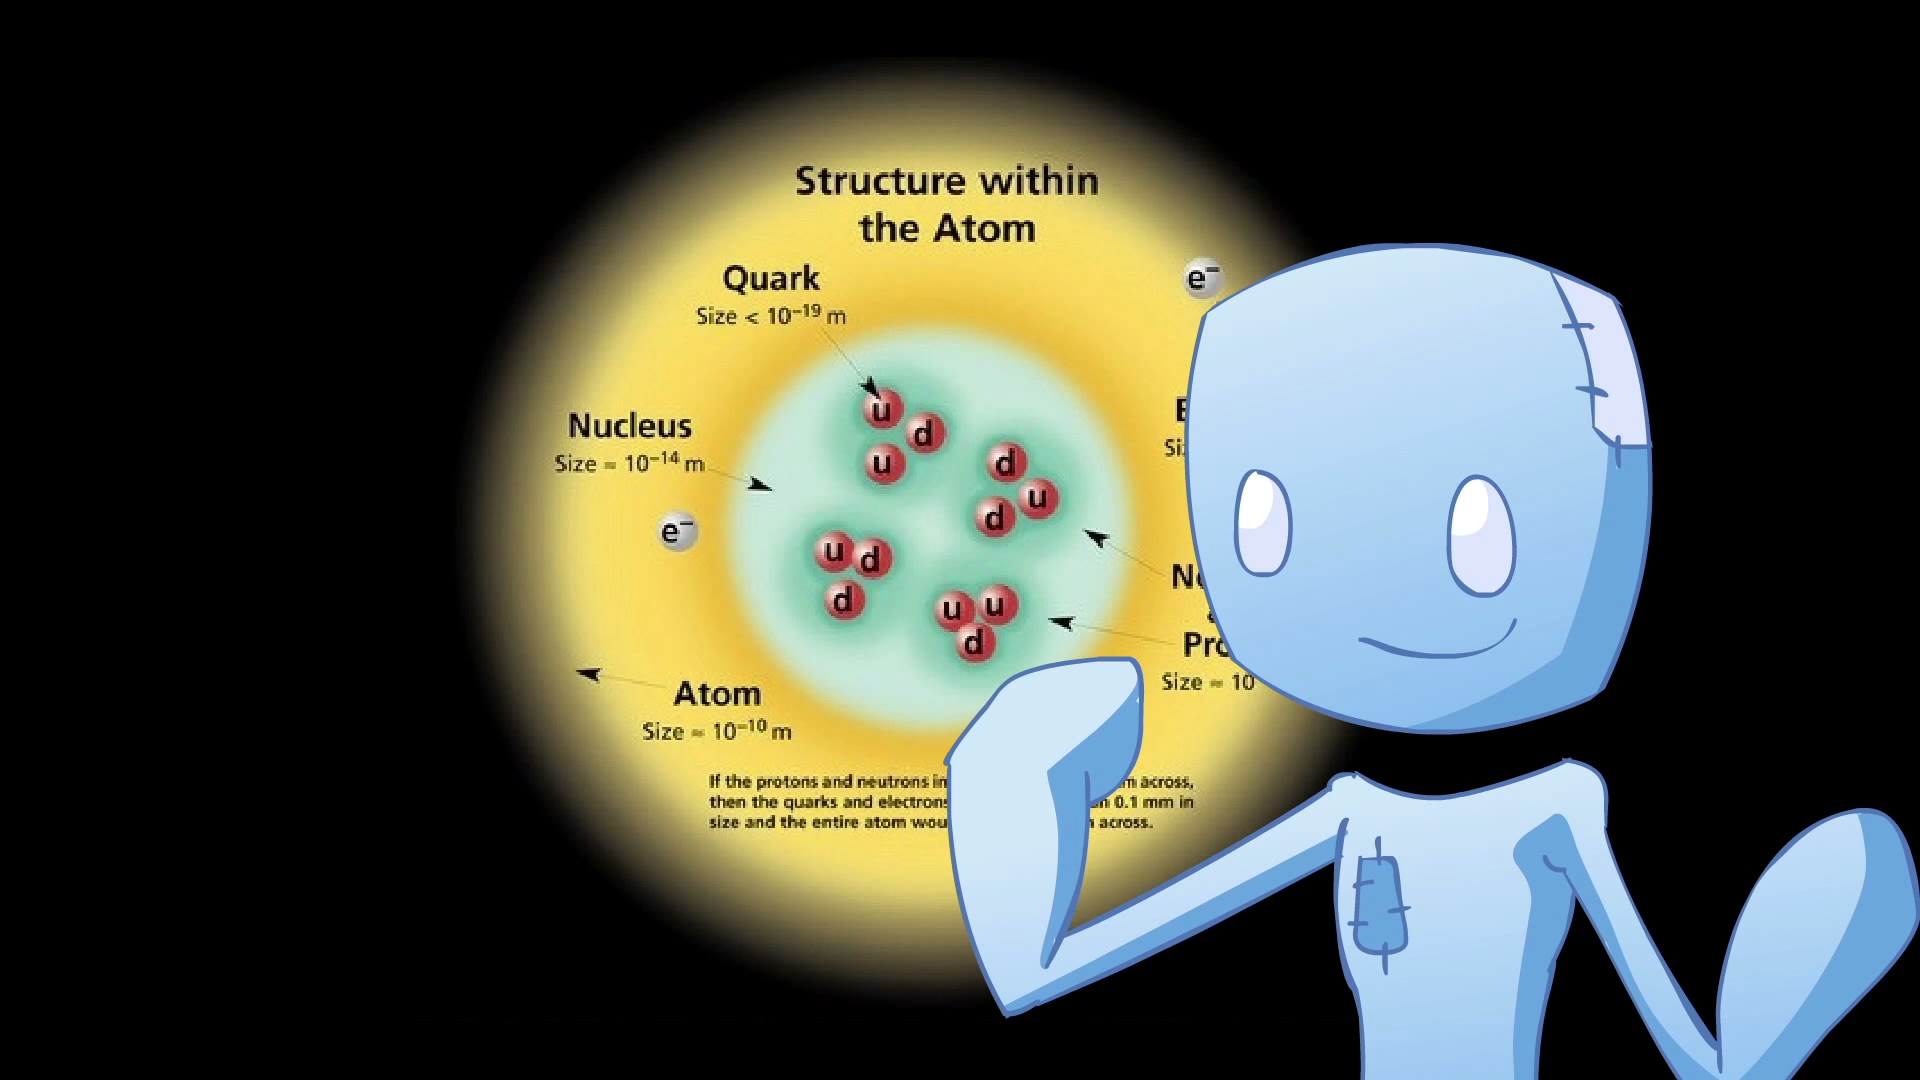 Structure within
the Atom
Quark
Size < 10⁻¹⁹ m
e⁻
Nucleus
Size ≈ 10⁻¹⁴ m
e⁻
u
d
u
d
u
d
u
d
d
u
u
d
Atom
Size ≈ 10⁻¹⁰ m
Size ≈ 10
If the protons and neutrons in across,
then the quarks and electrons 0.1 mm in
size and the entire atom across.